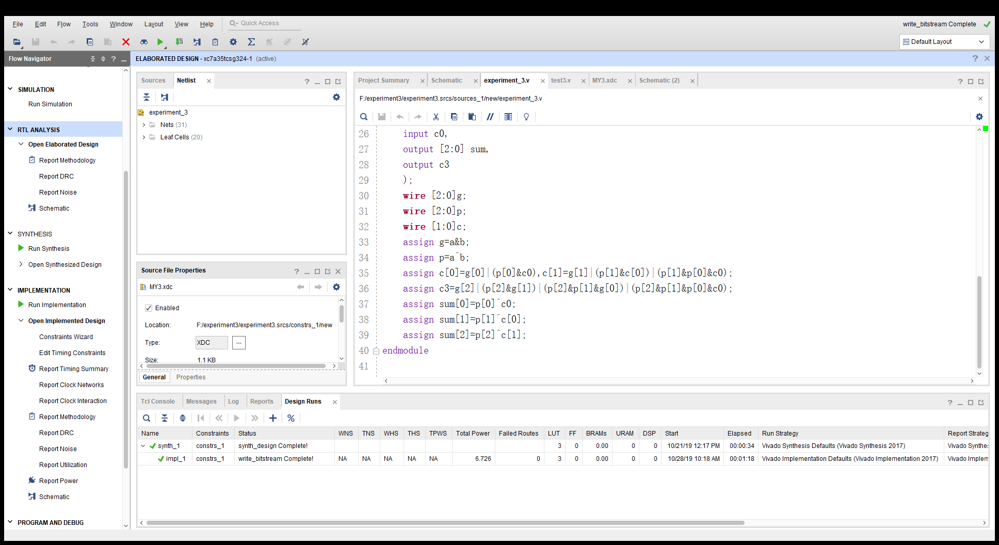 File Edit Flow Tools Window Layout View Help Quick Access write_bitstream Complete
Default Layout
Flow Navigator
SIMULATION
Run Simulation
RTL ANALYSIS
Open Elaborated Design
Report Methodology
Report DRC
Report Noise
Schematic
SYNTHESIS
Run Synthesis
Open Synthesized Design
IMPLEMENTATION
Run Implementation
Open Implemented Design
Constraints Wizard
Edit Timing Constraints
Report Timing Summary
Report Clock Networks
Report Clock Interaction
Report Methodology
Report DRC
Report Noise
Report Utilization
Report Power
Schematic
PROGRAM AND DEBUG
ELABORATED DESIGN - xc7a35tcsg324-1 (active)
Sources Netlist
experiment_3
Nets (31)
Leaf Cells (20)
Source File Properties
MY3.xdc
Enabled
Location: F:/experiment3/experiment3.srcs/constrs_1/new
Type: XDC ...
Size: 1.1 KB
General Properties
Project Summary Schematic experiment_3.v test3.v MY3.xdc Schematic (2)
F:/experiment3/experiment3.srcs/sources_1/new/experiment_3.v
26 input c0,
27 output [2:0] sum,
28 output c3
29 );
30 wire [2:0]g;
31 wire [2:0]p;
32 wire [1:0]c;
33 assign g=a&b;
34 assign p=a^b;
35 assign c[0]=g[0]|(p[0]&c0),c[1]=g[1]|(p[1]&c[0])|(p[1]&p[0]&c0);
36 assign c3=g[2]|(p[2]&g[1])|(p[2]&p[1]&g[0])|(p[2]&p[1]&p[0]&c0);
37 assign sum[0]=p[0]^c0;
38 assign sum[1]=p[1]^c[0];
39 assign sum[2]=p[2]^c[1];
40 endmodule
41
Tcl Console Messages Log Reports Design Runs
Name Constraints Status WNS TNS WHS THS TPWS Total Power Failed Routes LUT FF BRAMs URAM DSP Start Elapsed Run Strategy Report Strateg
synth_1 constrs_1 synth_design Complete! 3 0 0.00 0 0 10/21/19 12:17 PM 00:00:34 Vivado Synthesis Defaults (Vivado Synthesis 2017) Vivado Synthe
impl_1 constrs_1 write_bitstream Complete! NA NA NA NA NA 6.726 0 3 0 0.00 0 0 10/28/19 10:18 AM 00:01:18 Vivado Implementation Defaults (Vivado Implementation 2017) Vivado Implem